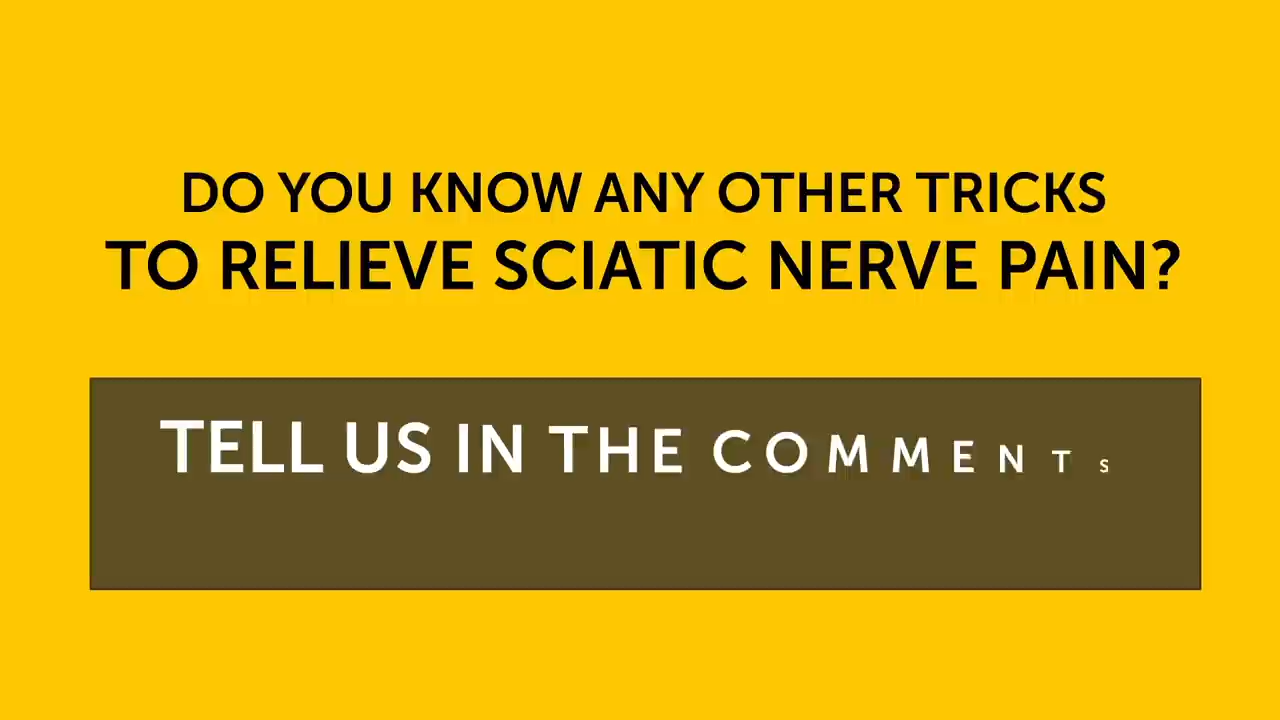 DO YOU KNOW ANY OTHER TRICKS
TO RELIEVE SCIATIC NERVE PAIN?
TELL US IN THE COMMENTS